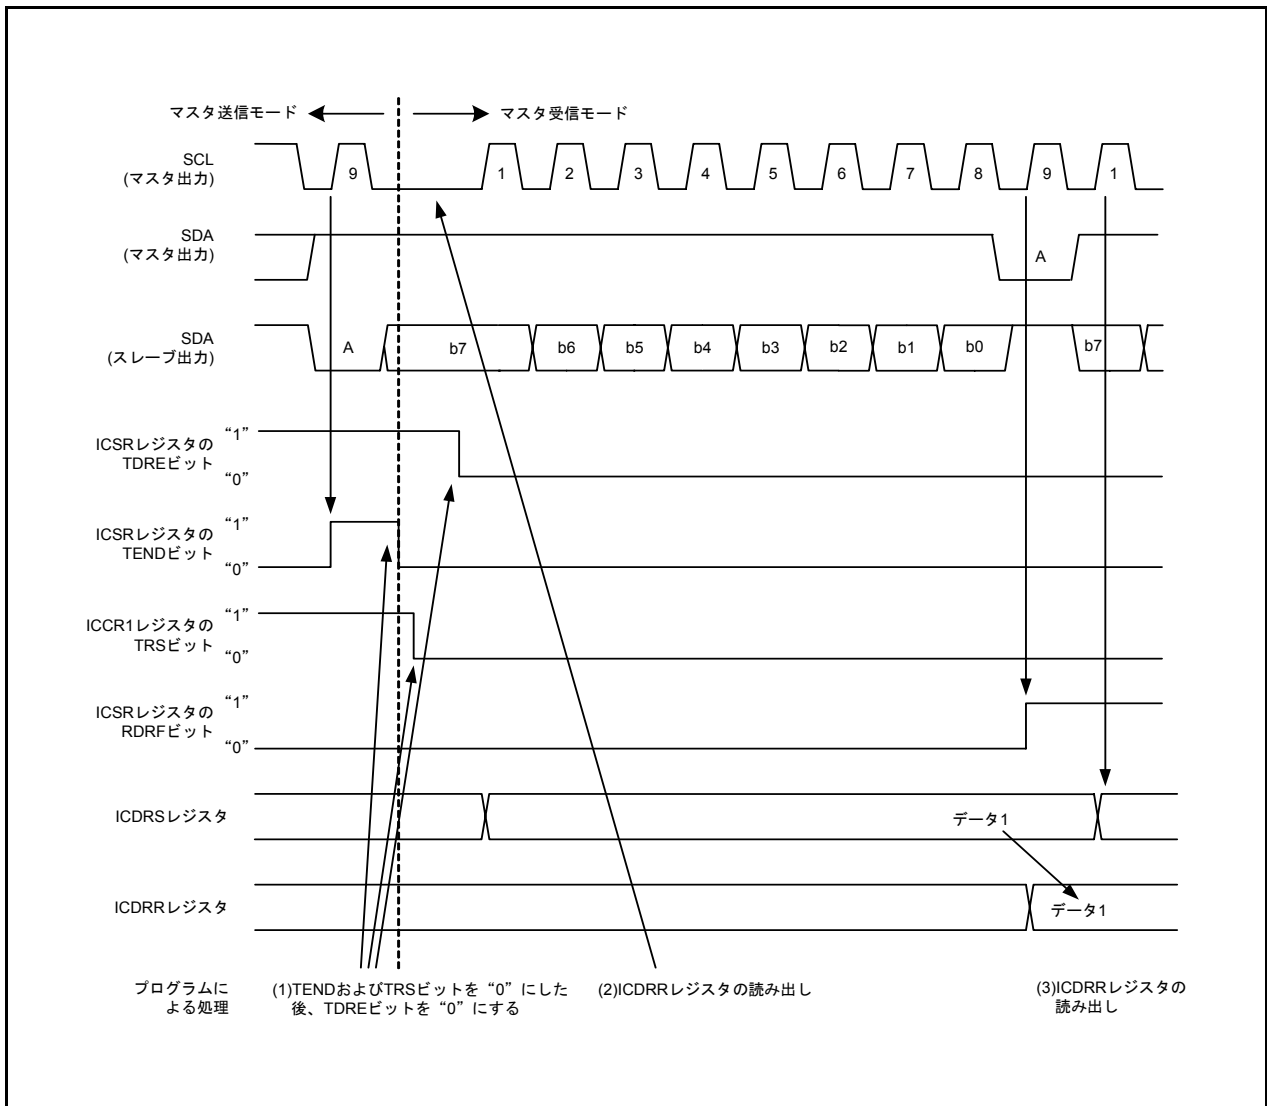 マスタ送信モード マスタ受信モード
SCL
(マスタ出力)
9 1 2 3 4 5 6 7 8 9 1
SDA
(マスタ出力)
A
SDA
(スレーブ出力)
A b7 b6 b5 b4 b3 b2 b1 b0 b7
ICSRレジスタの
TDREビット
“1”
“0”
ICSRレジスタの
TENDビット
“1”
“0”
ICCR1レジスタの
TRSビット
“1”
“0”
ICSRレジスタの
RDRFビット
“1”
“0”
ICDRSレジスタ
データ1
ICDRRレジスタ
データ1
プログラムに
よる処理
(1)TENDおよびTRSビットを“0”にした
後、TDREビットを“0”にする
(2)ICDRRレジスタの読み出し
(3)ICDRRレジスタの
読み出し